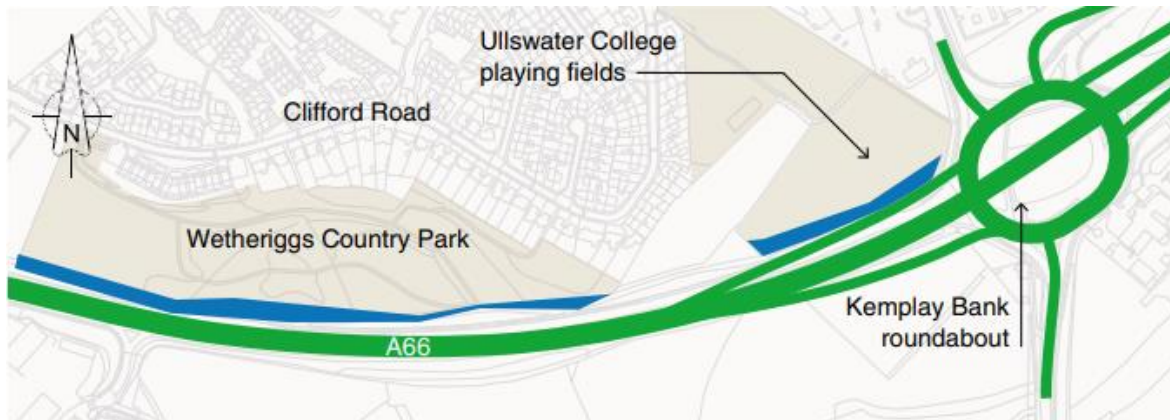 Ullswater College
playing fields
Clifford Road
N
Wetheriggs Country Park
Kemplay Bank
roundabout
A66